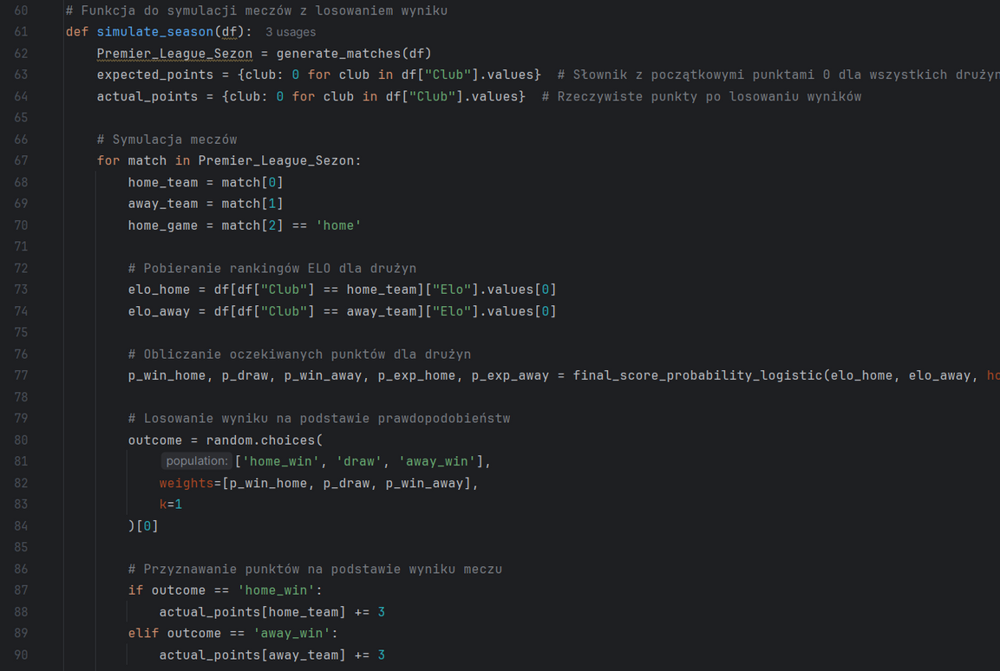 60 # Funkcja do symulacji meczów z losowaniem wyniku
61 def simulate_season(df): 3 usages
62 Premier_League_Sezon = generate_matches(df)
63 expected_points = {club: 0 for club in df["Club"].values} # Słownik z początkowymi punktami 0 dla wszystkich
64 actual_points = {club: 0 for club in df["Club"].values} # Rzeczywiste punkty po losowaniu wyników
65
66 # Symulacja meczów
67 for match in Premier_League_Sezon:
68 home_team = match[0]
69 away_team = match[1]
70 home_game = match[2] == 'home'
71
72 # Pobieranie rankingów ELO dla drużyn
73 elo_home = df[df["Club"] == home_team]["Elo"].values[0]
74 elo_away = df[df["Club"] == away_team]["Elo"].values[0]
75
76 # Obliczanie oczekiwanych punktów dla drużyn
77 p_win_home, p_draw, p_win_away, p_exp_home, p_exp_away = final_score_probability_logistic(elo_home, elo_away,
78
79 # Losowanie wyniku na podstawie prawdopodobieństw
80 outcome = random.choices(
81 population: ['home_win', 'draw', 'away_win'],
82 weights=[p_win_home, p_draw, p_win_away],
83 k=1
84 )[0]
85
86 # Przyznawanie punktów na podstawie wyniku meczu
87 if outcome == 'home_win':
88 actual_points[home_team] += 3
89 elif outcome == 'away_win':
90 actual_points[away_team] += 3